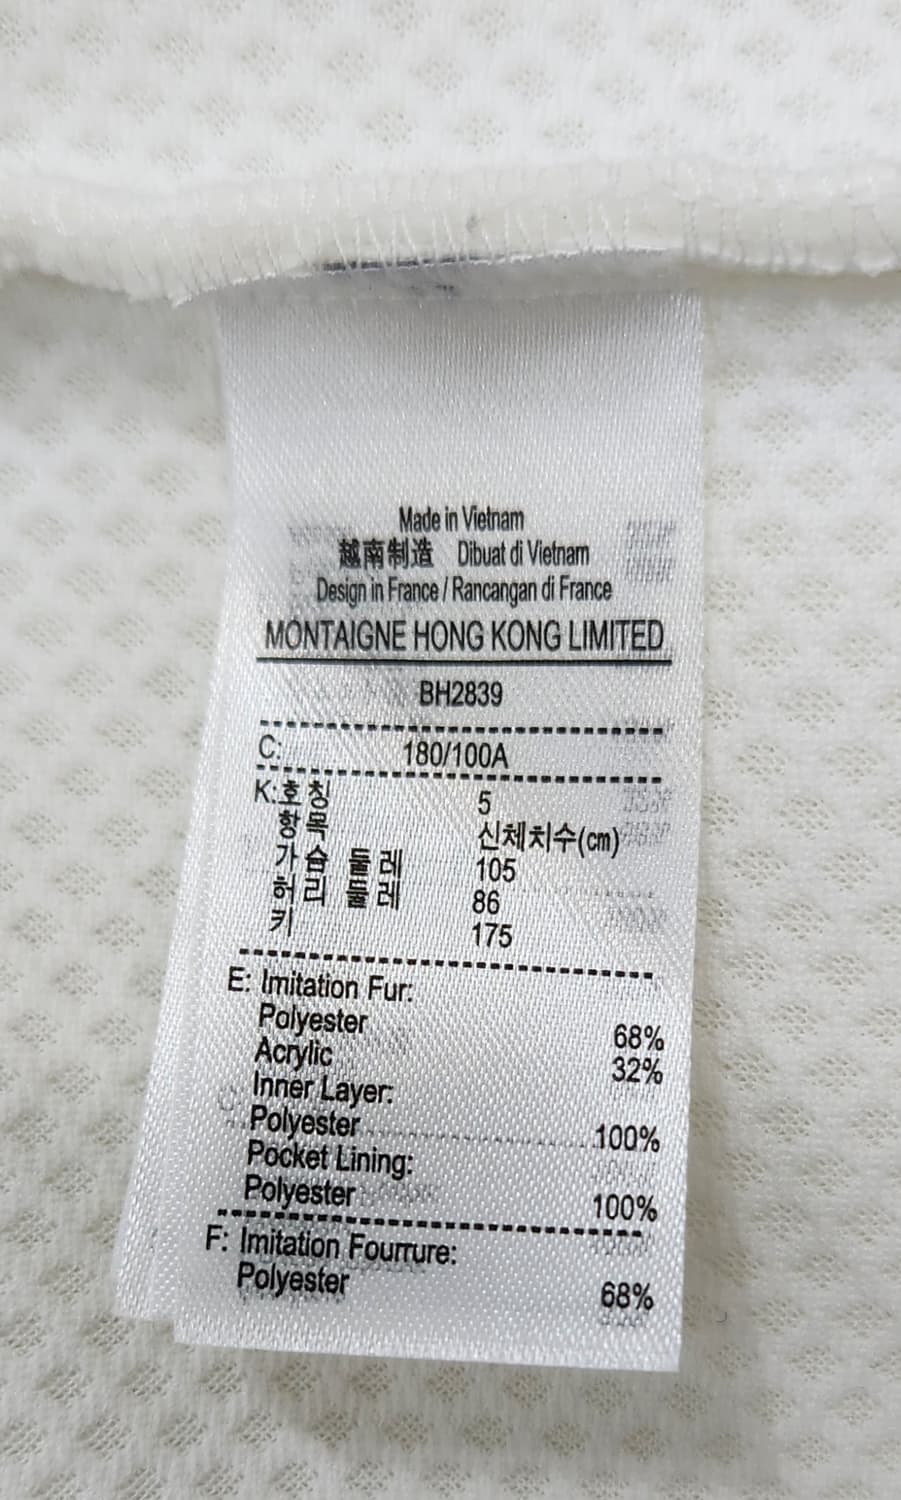 Made in Vietnam
越南制造 Dibuat di Vietnam
Design in France / Rancangan di France
MONTAIGNE HONG KONG LIMITED
BH2839
C: 180/100A
K:호 칭 5
항 목 신체치수(cm)
가 슴 둘 레 105
허 리 둘 레 86
키 175
E: Imitation Fur:
Polyester 68%
Acrylic 32%
Inner Layer:
Polyester 100%
Pocket Lining:
Polyester 100%
F: Imitation Fourrure:
Polyester 68%